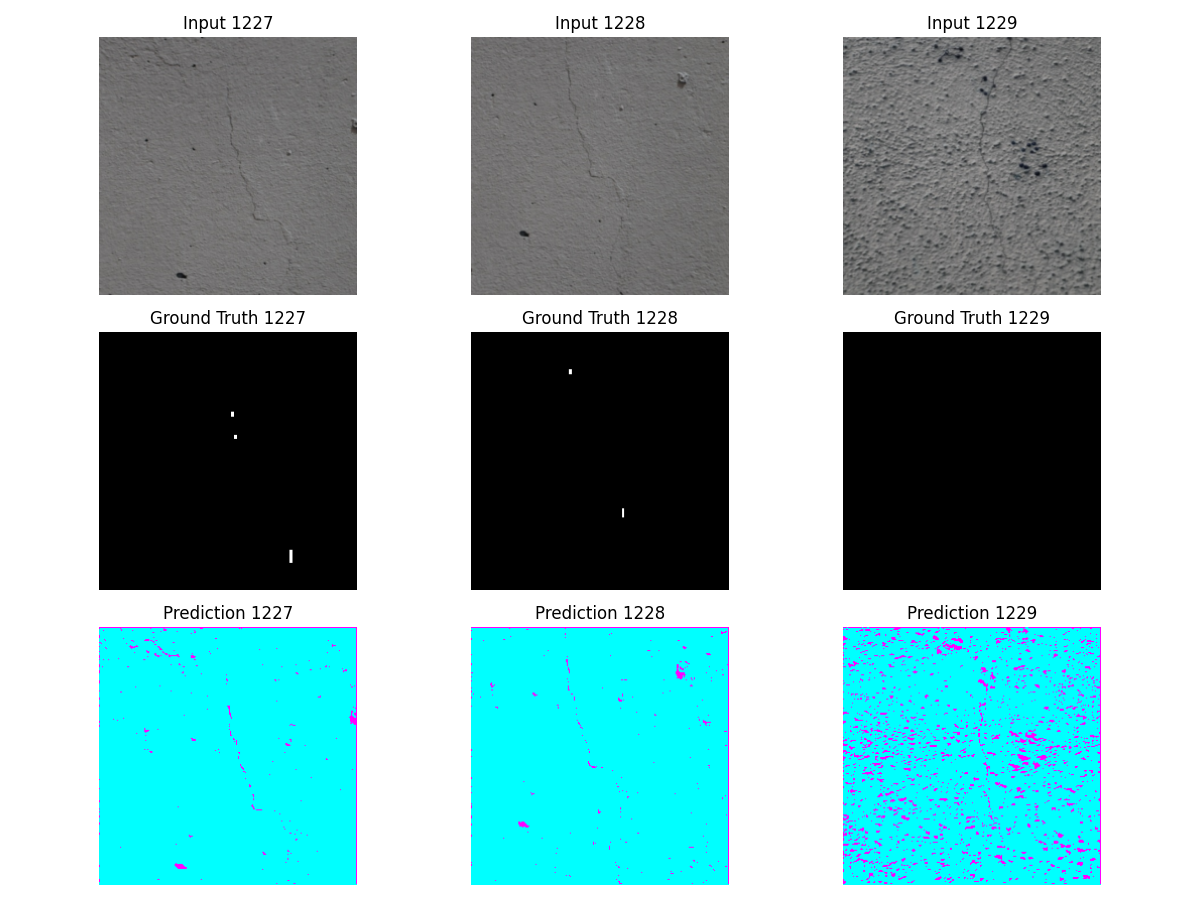 Input 1227
Input 1228
Input 1229
Ground Truth 1227
Ground Truth 1228
Ground Truth 1229
Prediction 1227
Prediction 1228
Prediction 1229